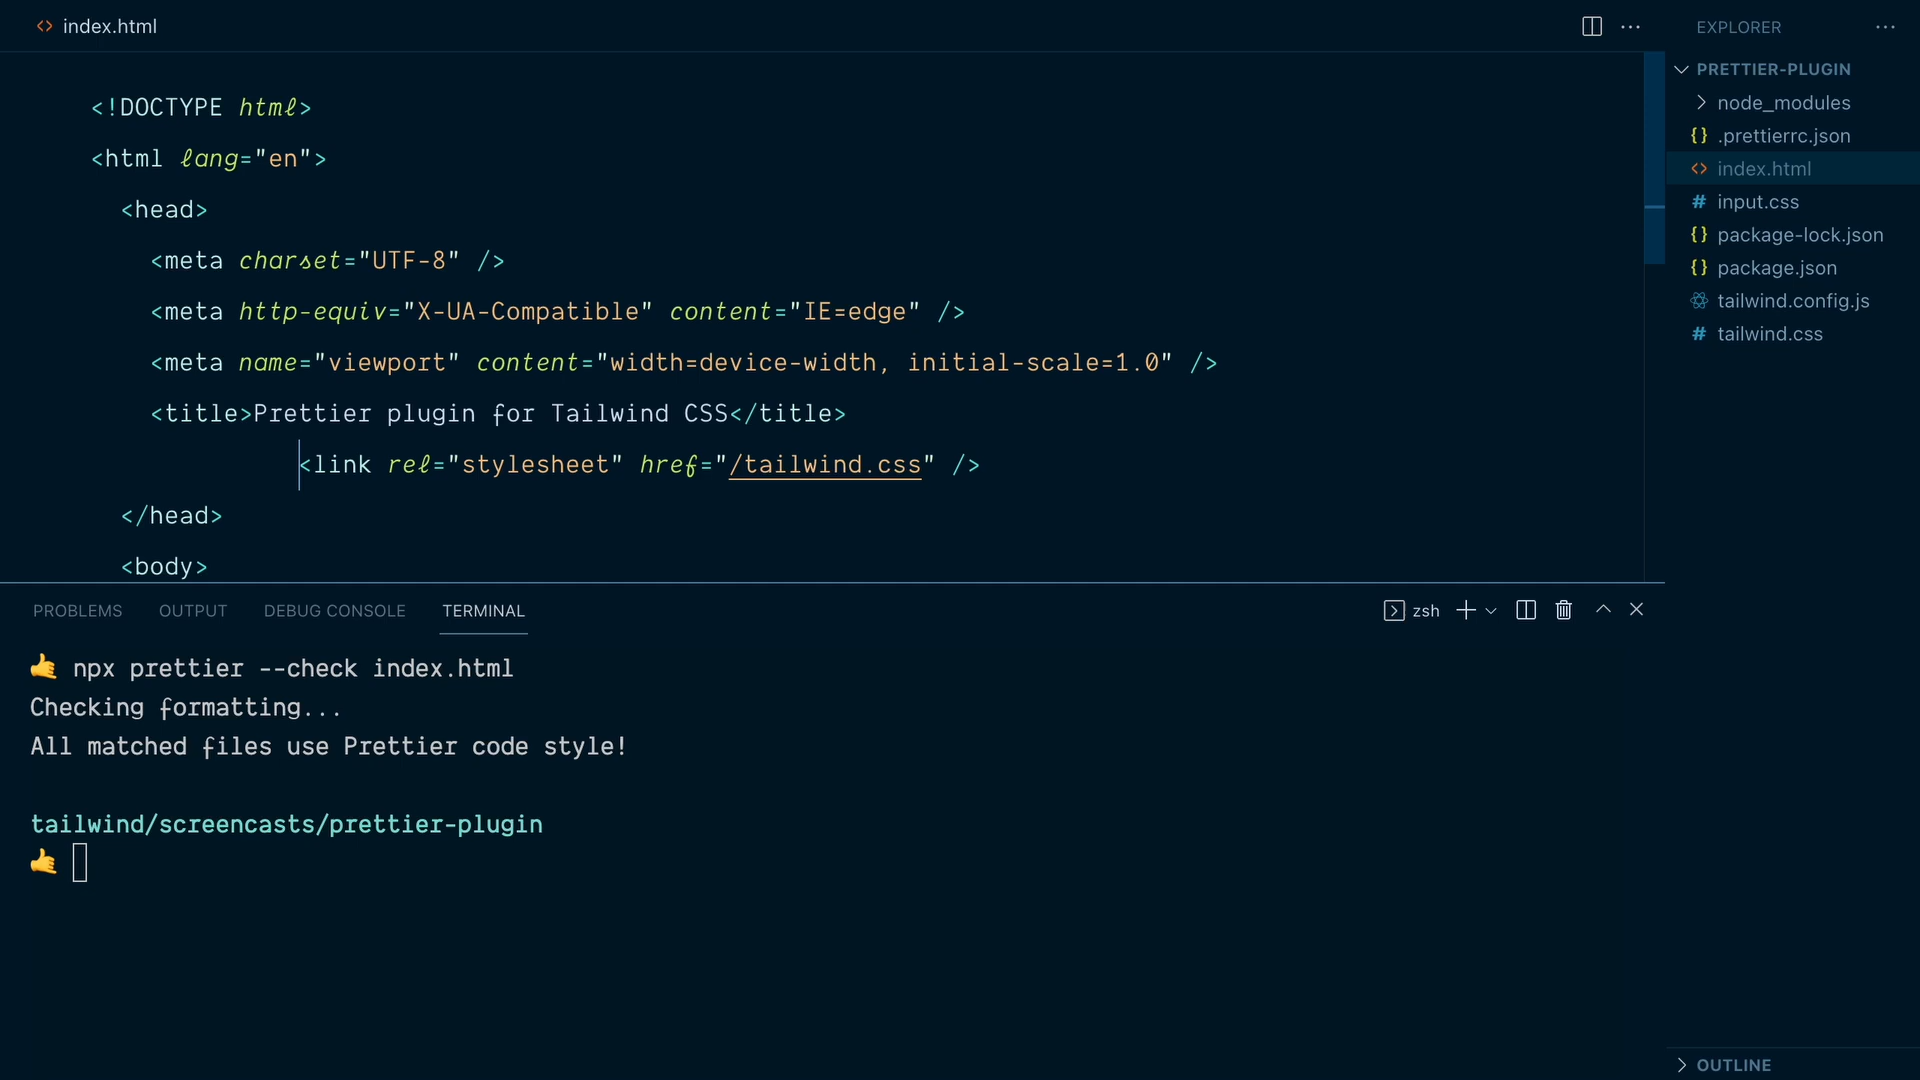 index.html
<!DOCTYPE html>
<html lang="en">
<head>
<meta charset="UTF-8" />
<meta http-equiv="X-UA-Compatible" content="IE=edge" />
<meta name="viewport" content="width=device-width, initial-scale=1.0" />
<title>Prettier plugin for Tailwind CSS</title>
<link rel="stylesheet" href="/tailwind.css" />
</head>
<body>
PROBLEMS OUTPUT DEBUG CONSOLE TERMINAL zsh
🤙 npx prettier --check index.html
Checking formatting...
All matched files use Prettier code style!
tailwind/screencasts/prettier-plugin
🤙
EXPLORER
PRETTIER-PLUGIN
node_modules
{} .prettierrc.json
<> index.html
# input.css
{} package-lock.json
{} package.json
tailwind.config.js
# tailwind.css
OUTLINE